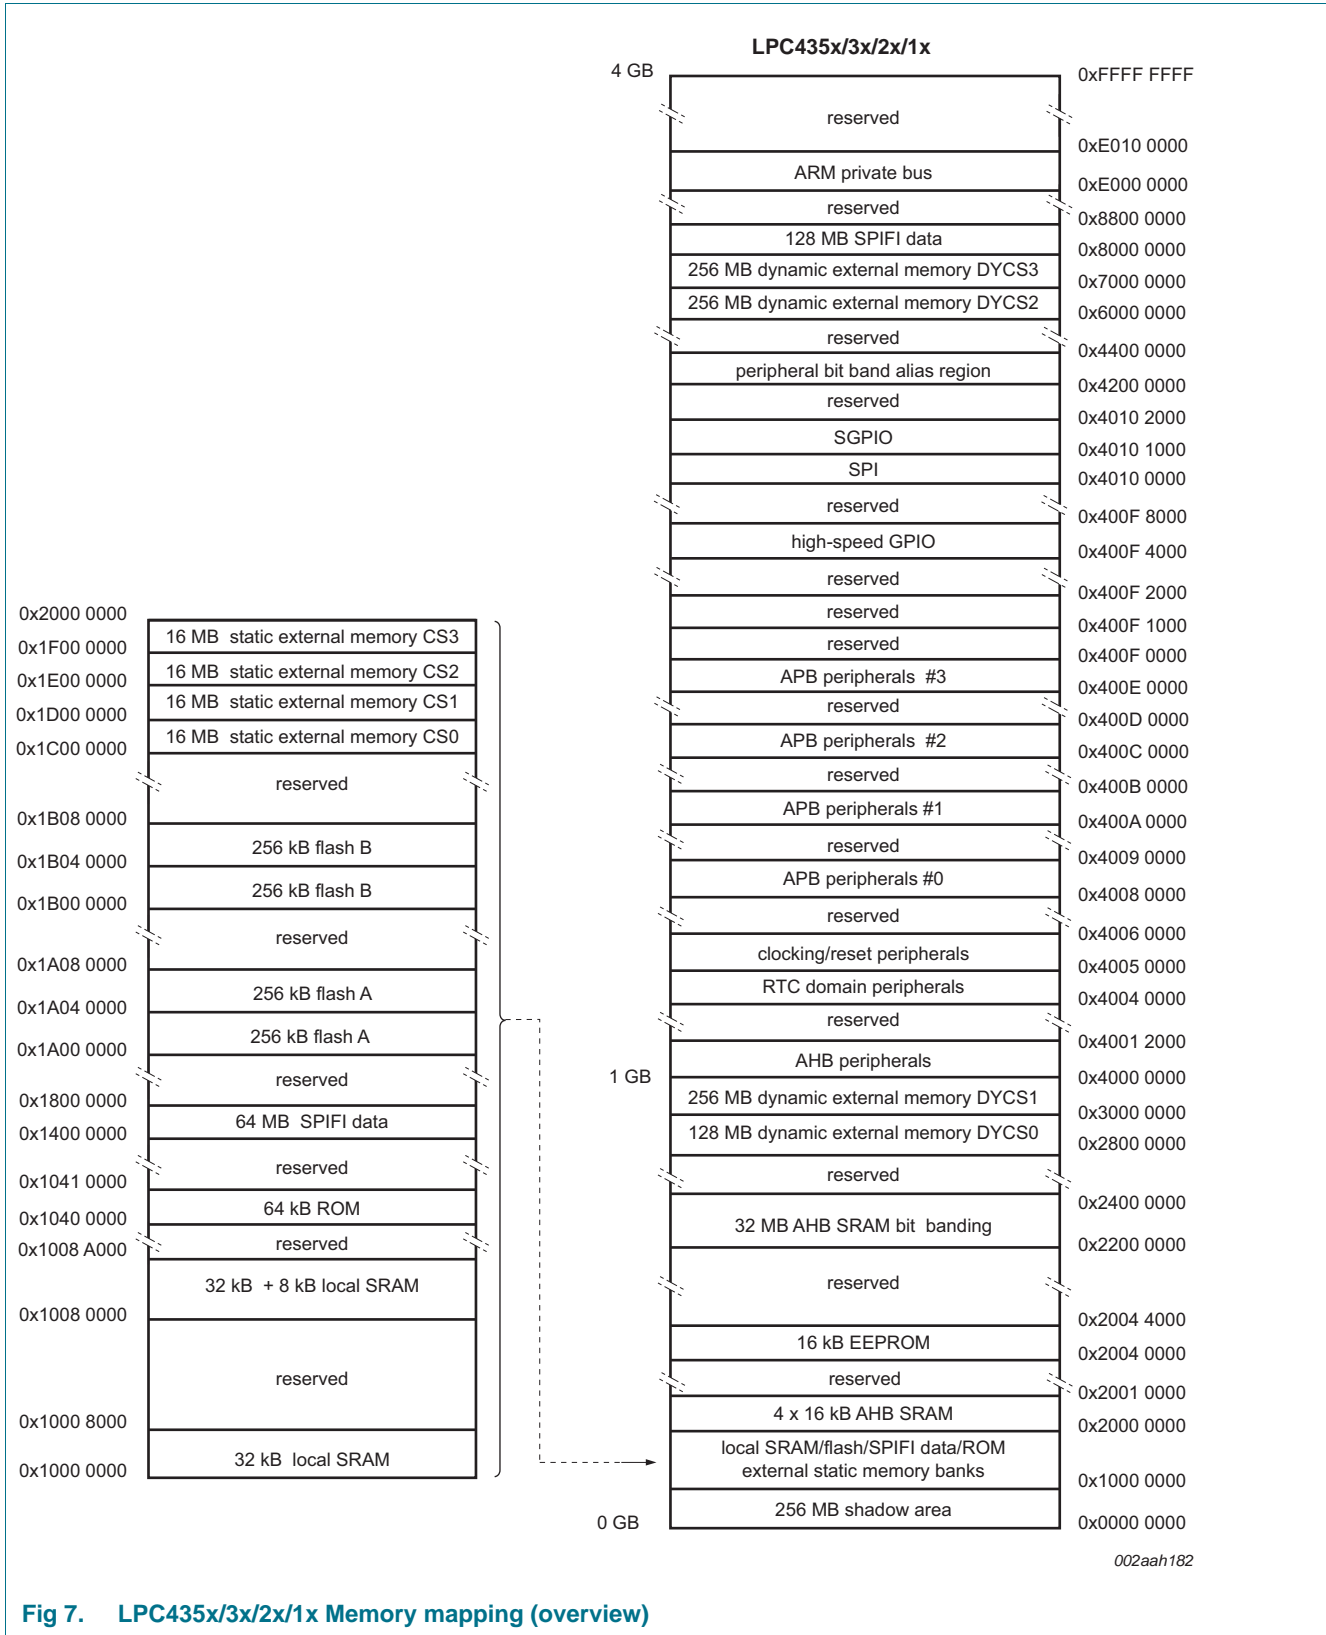 LPC435x/3x/2x/1x
4 GB
0xFFFF FFFF
reserved
0xE010 0000
ARM private bus
0xE000 0000
reserved
0x8800 0000
128 MB SPIFI data
0x8000 0000
256 MB dynamic external memory DYCS3
0x7000 0000
256 MB dynamic external memory DYCS2
0x6000 0000
reserved
0x4400 0000
peripheral bit band alias region
0x4200 0000
reserved
0x4010 2000
SGPIO
0x4010 1000
SPI
0x4010 0000
reserved
0x400F 8000
high-speed GPIO
0x400F 4000
reserved
0x400F 2000
reserved
0x400F 1000
reserved
0x400F 0000
APB peripherals #3
0x400E 0000
reserved
0x400D 0000
APB peripherals #2
0x400C 0000
reserved
0x400B 0000
APB peripherals #1
0x400A 0000
reserved
0x4009 0000
APB peripherals #0
0x4008 0000
reserved
0x4006 0000
clocking/reset peripherals
0x4005 0000
RTC domain peripherals
0x4004 0000
reserved
0x4001 2000
AHB peripherals
1 GB
0x4000 0000
256 MB dynamic external memory DYCS1
0x3000 0000
128 MB dynamic external memory DYCS0
0x2800 0000
reserved
0x2400 0000
32 MB AHB SRAM bit banding
0x2200 0000
reserved
0x2004 4000
16 kB EEPROM
0x2004 0000
reserved
0x2001 0000
4 x 16 kB AHB SRAM
0x2000 0000
local SRAM/flash/SPIFI data/ROM
external static memory banks
0x1000 0000
256 MB shadow area
0 GB
0x0000 0000
0x2000 0000
16 MB static external memory CS3
0x1F00 0000
16 MB static external memory CS2
0x1E00 0000
16 MB static external memory CS1
0x1D00 0000
16 MB static external memory CS0
0x1C00 0000
reserved
0x1B08 0000
256 kB flash B
0x1B04 0000
256 kB flash B
0x1B00 0000
reserved
0x1A08 0000
256 kB flash A
0x1A04 0000
256 kB flash A
0x1A00 0000
reserved
0x1800 0000
64 MB SPIFI data
0x1400 0000
reserved
0x1041 0000
64 kB ROM
0x1040 0000
reserved
0x1008 A000
32 kB + 8 kB local SRAM
0x1008 0000
reserved
0x1000 8000
32 kB local SRAM
0x1000 0000
002aah182
Fig 7. LPC435x/3x/2x/1x Memory mapping (overview)